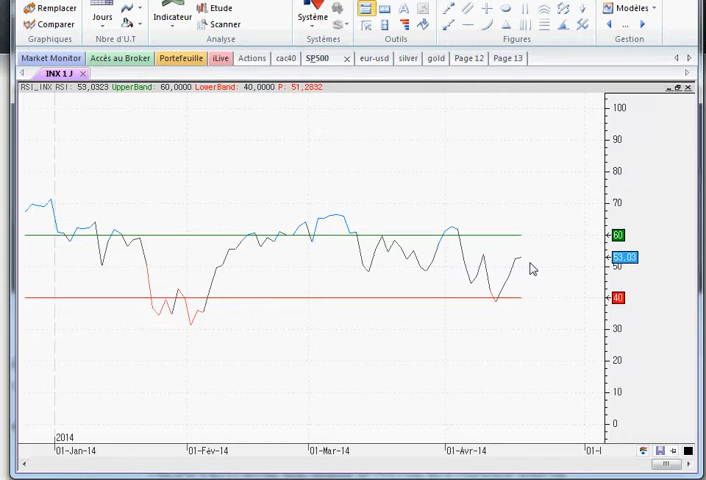 Remplacer
Comparer
Graphiques
Jours
Nbre d'U.T
Indicateur
Etude
Scanner
Analyse
Système
Systèmes
Outils
Figures
Modèles
...
Gestion
Market Monitor Accès au Broker Portefeuille iLive Actions cac40 SP500 eur-usd silver gold Page 12 Page 13
INX 1 J
RSI_INX RSI: 53,0323 UpperBand: 60,0000 LowerBand: 40,0000 P: 51,2832
100
90
80
70
60
53,03
50
40
30
20
10
0
2014
01-Jan-14 01-Fév-14 01-Mar-14 01-Avr-14 01-